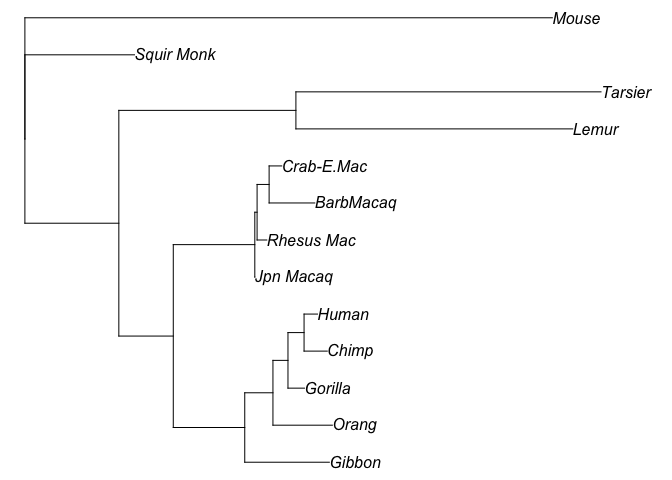 Mouse
Squir Monk
Tarsier
Lemur
Crab-E.Mac
BarbMacaq
Rhesus Mac
Jpn Macaq
Human
Chimp
Gorilla
Orang
Gibbon